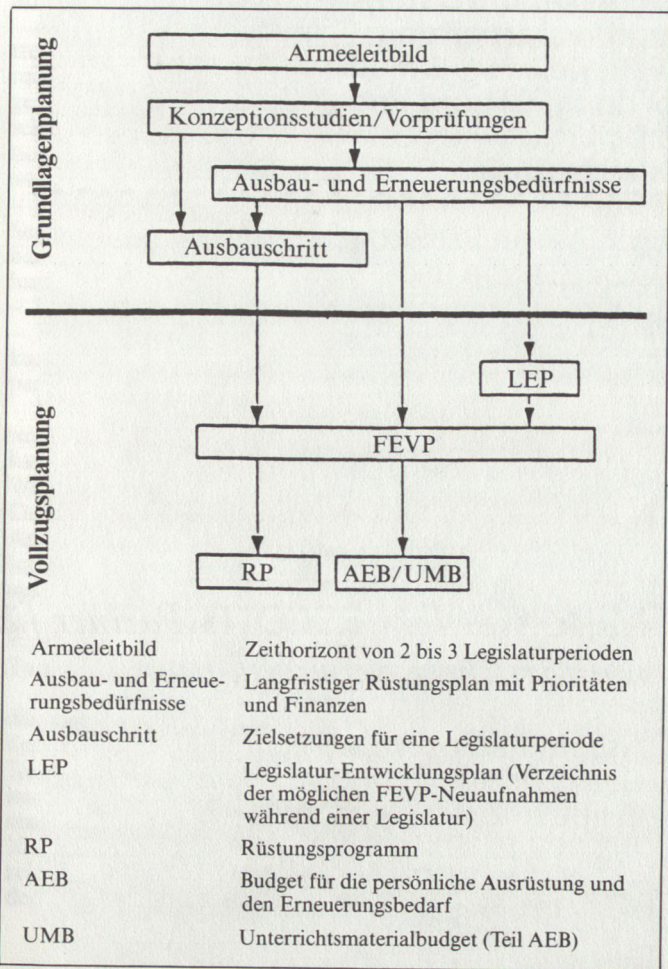 Grundlagenplanung
Armeeleitbild
Konzeptionsstudien/Vorprüfungen
Ausbau- und Erneuerungsbedürfnisse
Ausbauschritt
Vollzugsplanung
LEP
FEVP
RP
AEB/UMB
Armeeleitbild Zeithorizont von 2 bis 3 Legislaturperioden
Ausbau- und Erneue- Langfristiger Rüstungsplan mit Prioritäten
rungsbedürfnisse und Finanzen
Ausbauschritt Zielsetzungen für eine Legislaturperiode
LEP Legislatur-Entwicklungsplan (Verzeichnis
der möglichen FEVP-Neuaufnahmen
während einer Legislatur)
RP Rüstungsprogramm
AEB Budget für die persönliche Ausrüstung und
den Erneuerungsbedarf
UMB Unterrichtsmaterialbudget (Teil AEB)